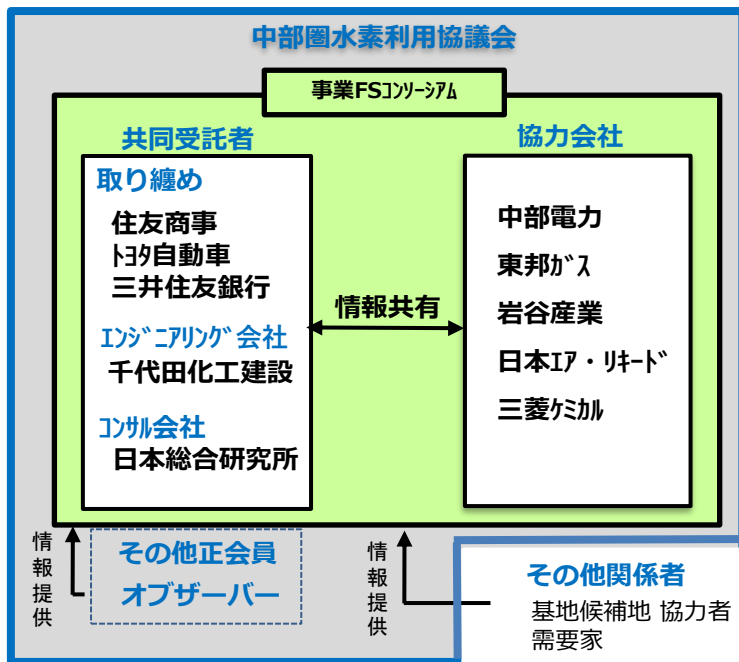 中部圏水素利用協議会
事業FSｺﾝｿｰｼｱﾑ
共同受託者
取り纏め
住友商事
ﾄﾖﾀ自動車
三井住友銀行
ｴﾝｼﾞﾆｱﾘﾝｸﾞ会社
千代田化工建設
ｺﾝｻﾙ会社
日本総合研究所
情報共有
協力会社
中部電力
東邦ｶﾞｽ
岩谷産業
日本ｴｱ・ﾘｷｰﾄﾞ
三菱ｹﾐｶﾙ
情報提供
その他正会員
オブザーバー
情報提供
その他関係者
基地候補地 協力者
需要家